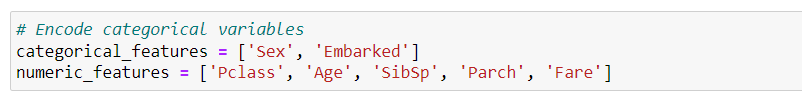 # Encode categorical variables
categorical_features = ['Sex', 'Embarked']
numeric_features = ['Pclass', 'Age', 'SibSp', 'Parch', 'Fare']